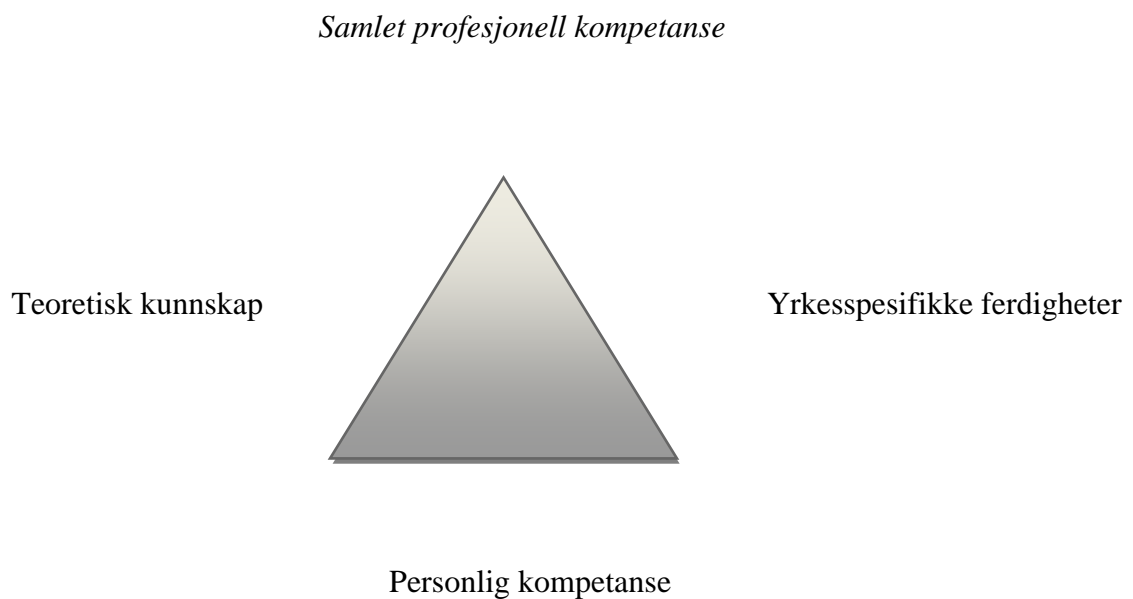 Samlet profesjonell kompetanse
Teoretisk kunnskap
Yrkesspesifikke ferdigheter
Personlig kompetanse